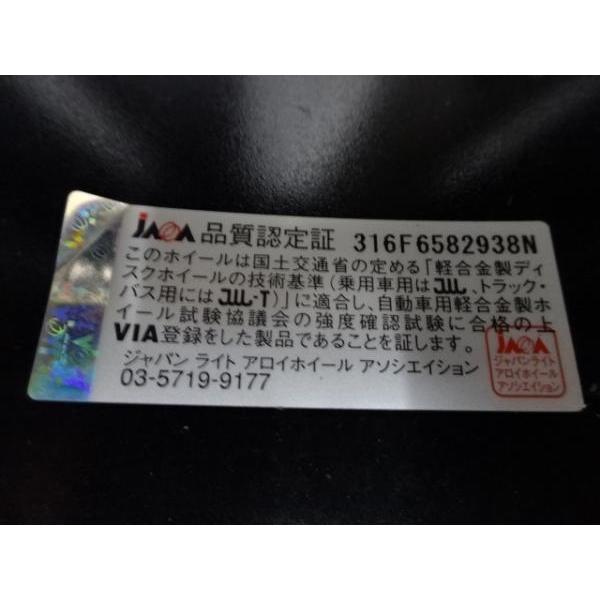 JAWA 品質認定証 316F6582938N
このホイールは国土交通省の定める「軽合金製ディ
スクホイールの技術基準(乗用車用はJWL、トラック・
バス用にはJWL-T)」に適合し、自動車用軽合金製ホ
イール試験協議会の強度確認試験に合格の上
VIA登録をした製品であることを証します。
ジャパン ライト アロイホイール アソシエイション
03-5719-9177
JAWA
ジャパンライト
アロイホイール
アソシエイション